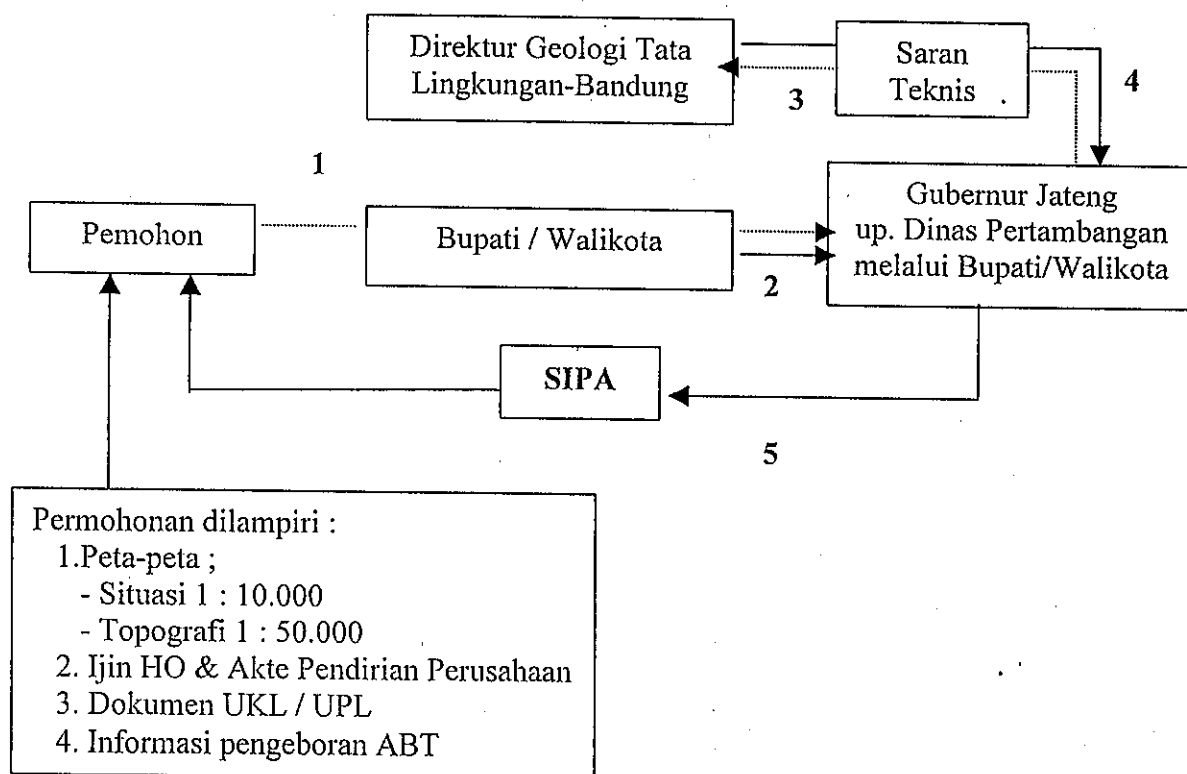 Direktur Geologi Tata
Lingkungan-Bandung
Saran
Teknis
3
4
1
Pemohon
Bupati / Walikota
Gubernur Jateng
up. Dinas Pertambangan
melalui Bupati/Walikota
2
SIPA
5
Permohonan dilampiri :
1.Peta-peta ;
- Situasi 1 : 10.000
- Topografi 1 : 50.000
2. Ijin HO & Akte Pendirian Perusahaan
3. Dokumen UKL / UPL
4. Informasi pengeboran ABT